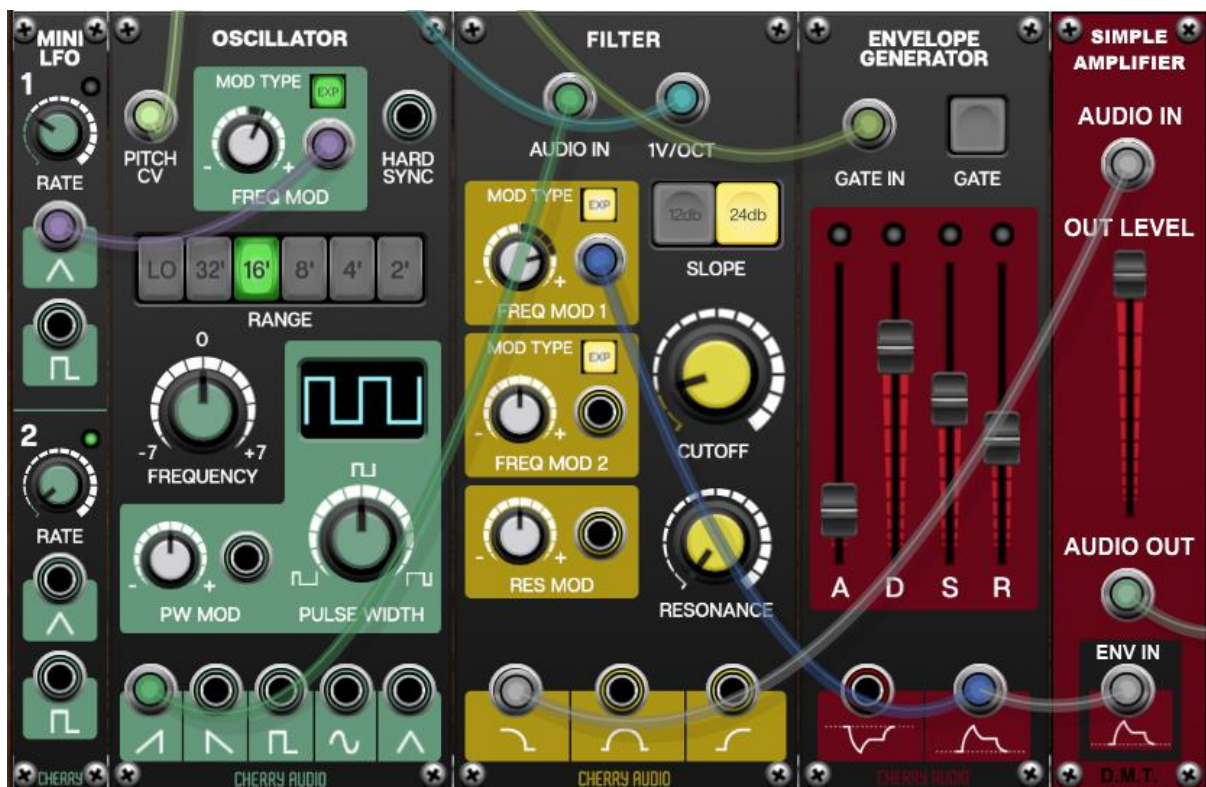 MINI
LFO
1
RATE
2
RATE
CHERRY
OSCILLATOR
MOD TYPE
EXP
PITCH
CV
- +
FREQ MOD
HARD
SYNC
LO 32' 16' 8' 4' 2'
RANGE
0
-7 +7
FREQUENCY
- +
PW MOD
PULSE WIDTH
CHERRY AUDIO
FILTER
AUDIO IN
1V/OCT
MOD TYPE
EXP
- +
FREQ MOD 1
12db 24db
SLOPE
MOD TYPE
EXP
- +
FREQ MOD 2
CUTOFF
- +
RES MOD
RESONANCE
CHERRY AUDIO
ENVELOPE
GENERATOR
GATE IN
GATE
A D S R
CHERRY AUDIO
SIMPLE
AMPLIFIER
AUDIO IN
OUT LEVEL
AUDIO OUT
ENV IN
D.M.T.